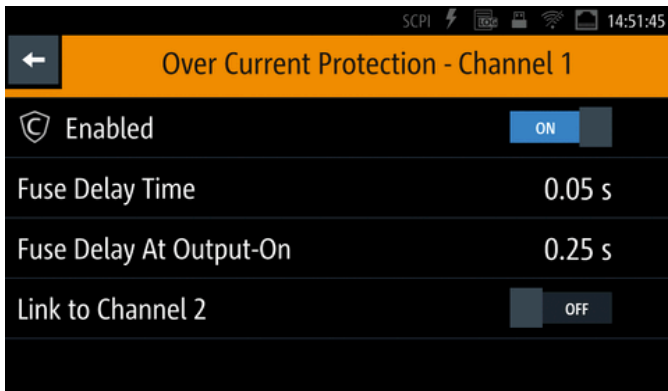 SCPI LOG 14:51:45
Over Current Protection - Channel 1
C Enabled ON
Fuse Delay Time 0.05 s
Fuse Delay At Output-On 0.25 s
Link to Channel 2 OFF